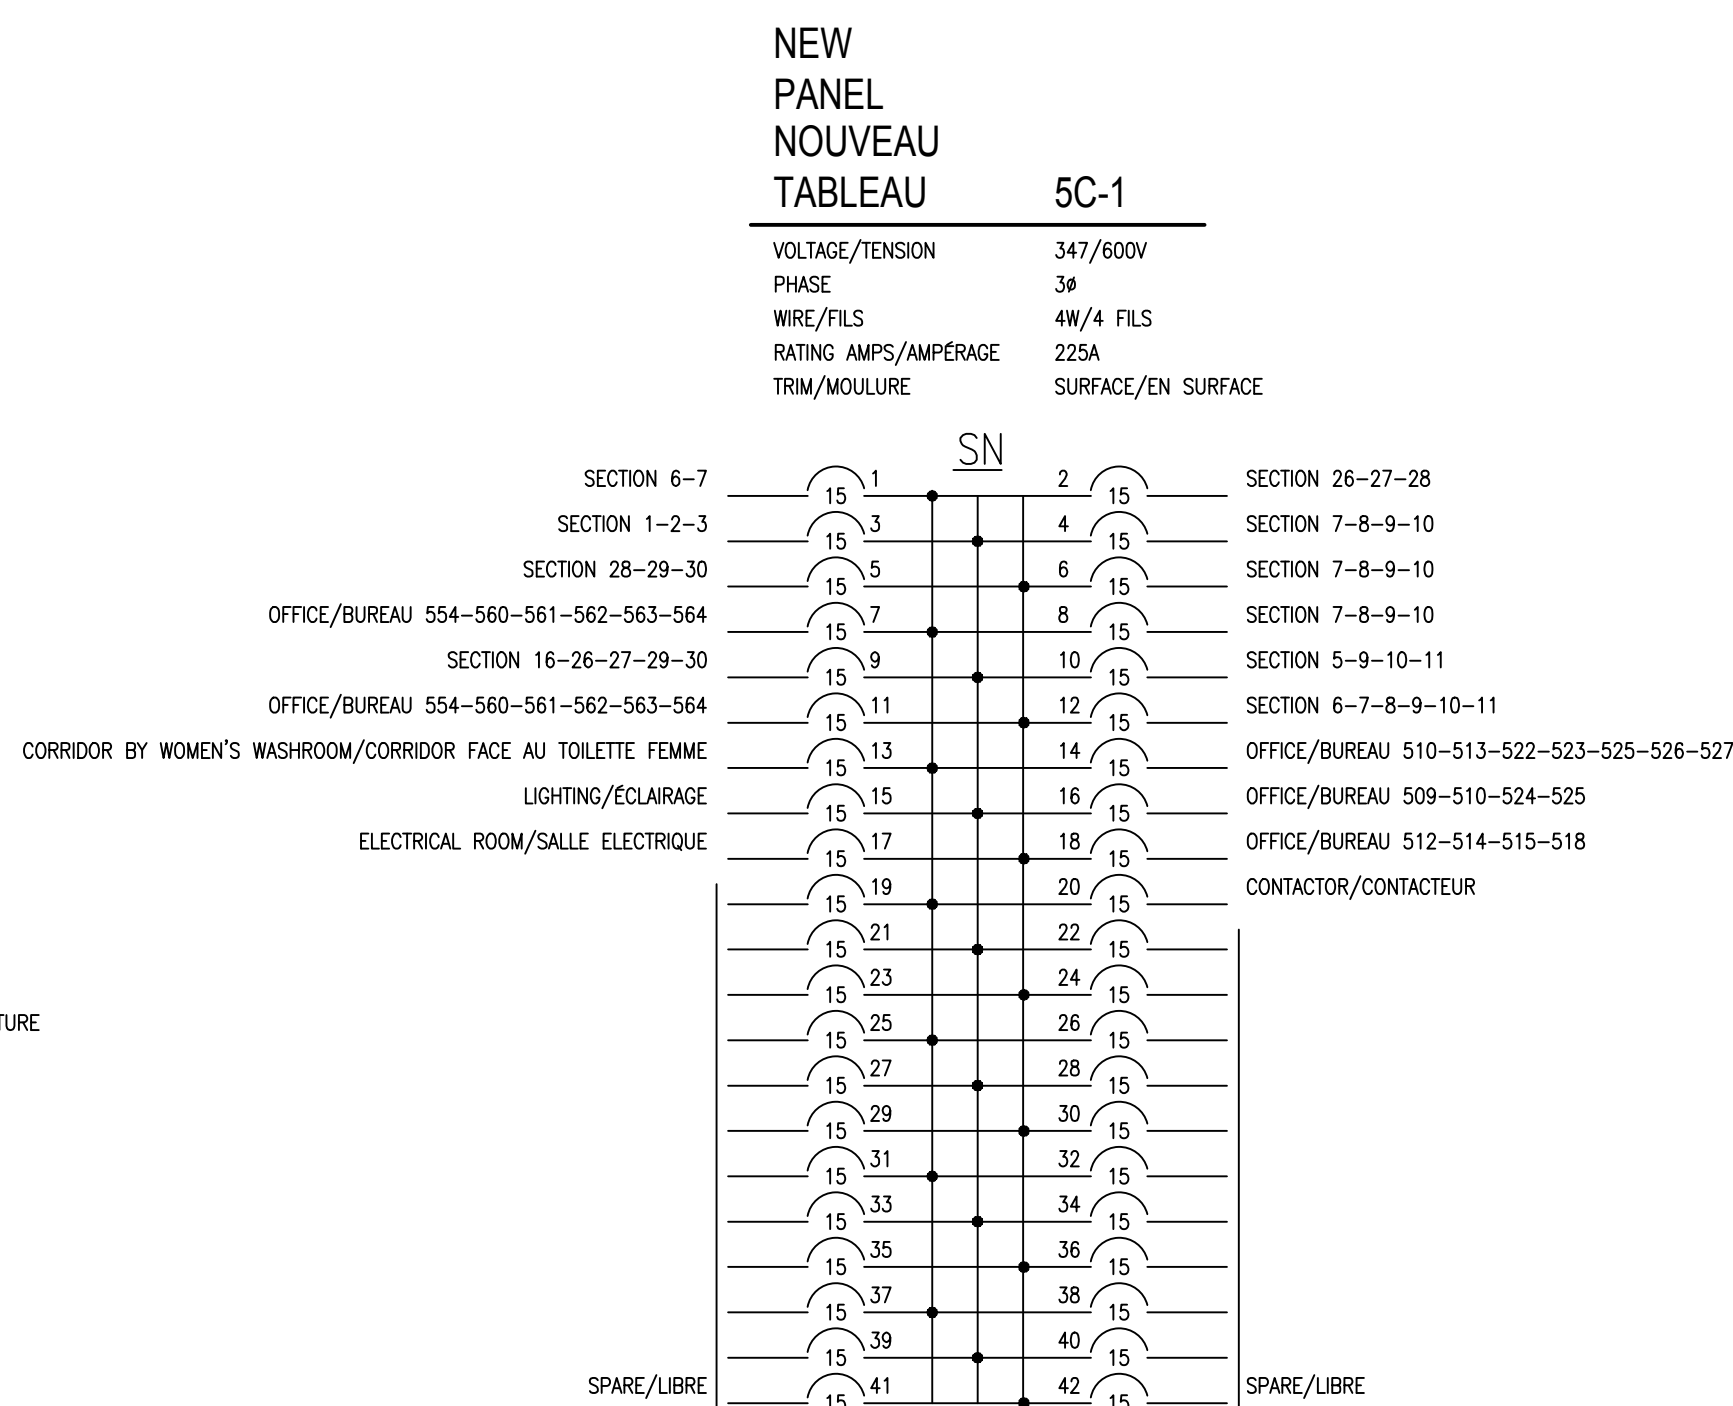 NEW
PANEL
NOUVEAU
TABLEAU 5C-1
VOLTAGE/TENSION 347/600V
PHASE 3ø
WIRE/FILS 4W/4 FILS
RATING AMPS/AMPÉRAGE 225A
TRIM/MOULURE SURFACE/EN SURFACE
SN
SECTION 6-7 15 1 2 15 SECTION 26-27-28
SECTION 1-2-3 15 3 4 15 SECTION 7-8-9-10
SECTION 28-29-30 15 5 6 15 SECTION 7-8-9-10
OFFICE/BUREAU 554-560-561-562-563-564 15 7 8 15 SECTION 7-8-9-10
SECTION 16-26-27-29-30 15 9 10 15 SECTION 5-9-10-11
OFFICE/BUREAU 554-560-561-562-563-564 15 11 12 15 SECTION 6-7-8-9-10-11
CORRIDOR BY WOMEN'S WASHROOM/CORRIDOR FACE AU TOILETTE FEMME 15 13 14 15 OFFICE/BUREAU 510-513-522-523-525-526-527
LIGHTING/ÉCLAIRAGE 15 15 16 15 OFFICE/BUREAU 509-510-524-525
ELECTRICAL ROOM/SALLE ELECTRIQUE 15 17 18 15 OFFICE/BUREAU 512-514-515-518
15 19 20 15 CONTACTOR/CONTACTEUR
15 21 22 15
15 23 24 15
TURE 15 25 26 15
15 27 28 15
15 29 30 15
15 31 32 15
15 33 34 15
15 35 36 15
15 37 38 15
15 39 40 15
SPARE/LIBRE 15 41 42 15 SPARE/LIBRE